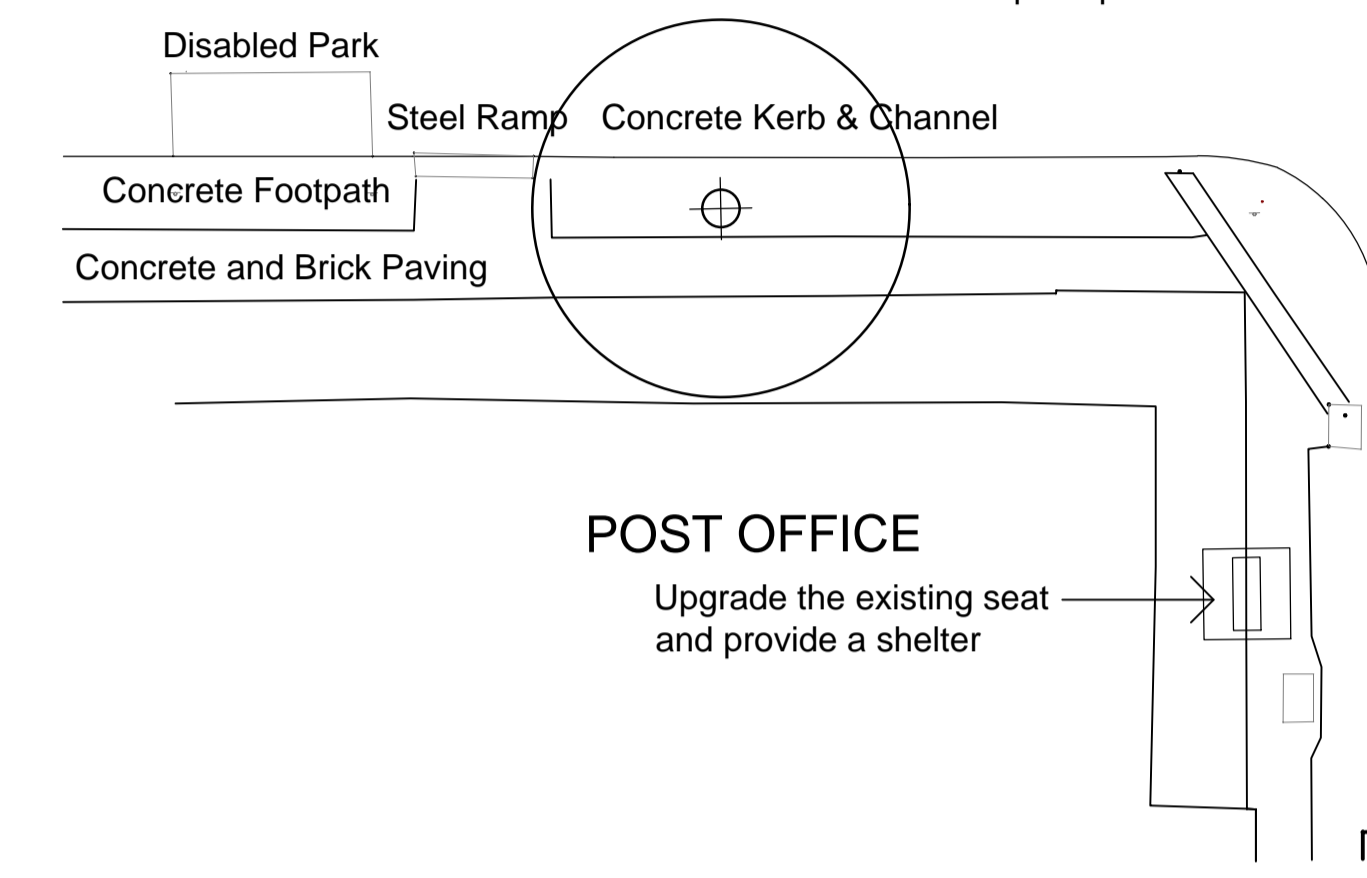 Disabled Park
Steel Ramp
Concrete Kerb & Channel
Concrete Footpath
Concrete and Brick Paving
POST OFFICE
Upgrade the existing seat
and provide a shelter